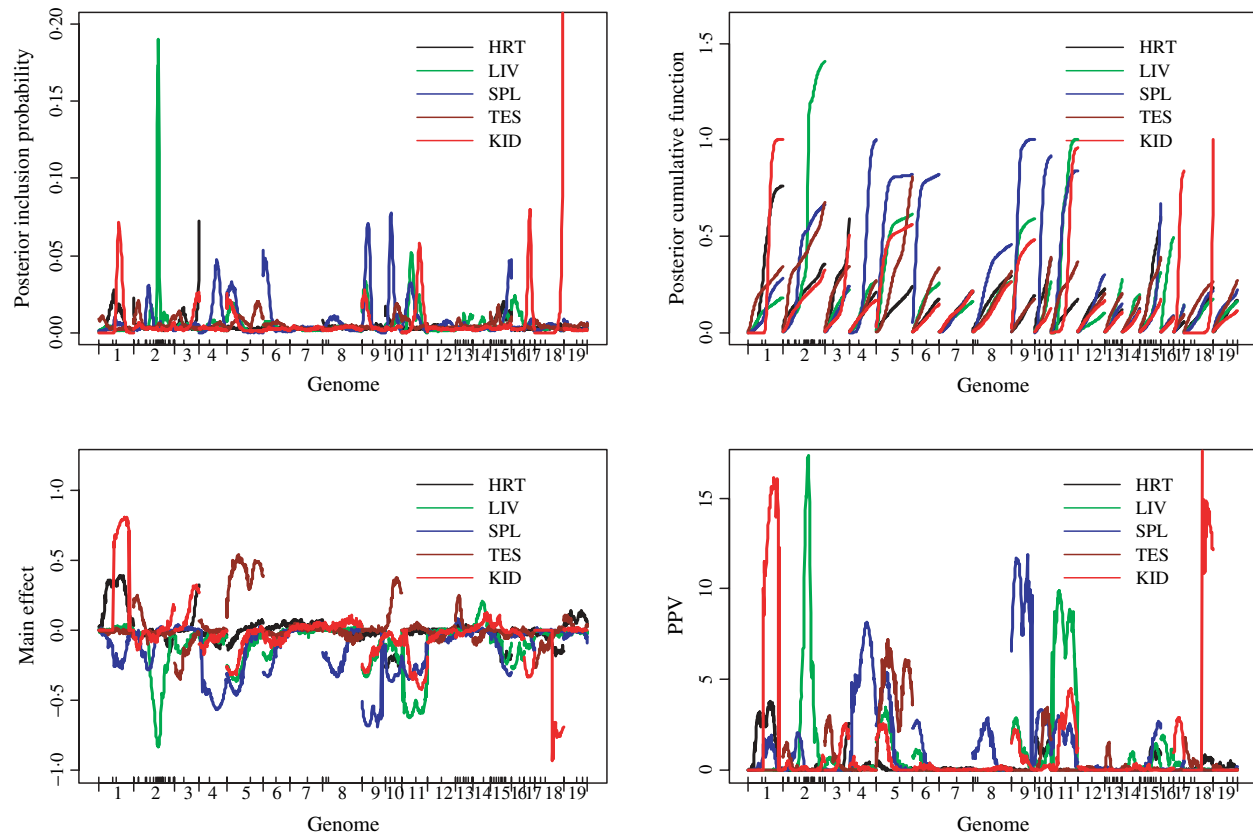 Posterior inclusion probability
0·20
0·15
0·10
0·05
0·00
HRT
LIV
SPL
TES
KID
1 2 3 4 5 6 7 8 9 10 11 12 13 14 15 16 17 18 19
Genome
Posterior cumulative function
1·5
1·0
0·5
0·0
HRT
LIV
SPL
TES
KID
1 2 3 4 5 6 7 8 9 10 11 12 13 14 15 16 17 18 19
Genome
Main effect
1.0
0.5
0.0
−0.5
−1.0
HRT
LIV
SPL
TES
KID
1 2 3 4 5 6 7 8 9 10 11 12 13 14 15 16 17 18 19
Genome
PPV
15
10
5
0
HRT
LIV
SPL
TES
KID
1 2 3 4 5 6 7 8 9 10 11 12 13 14 15 16 17 18 19
Genome